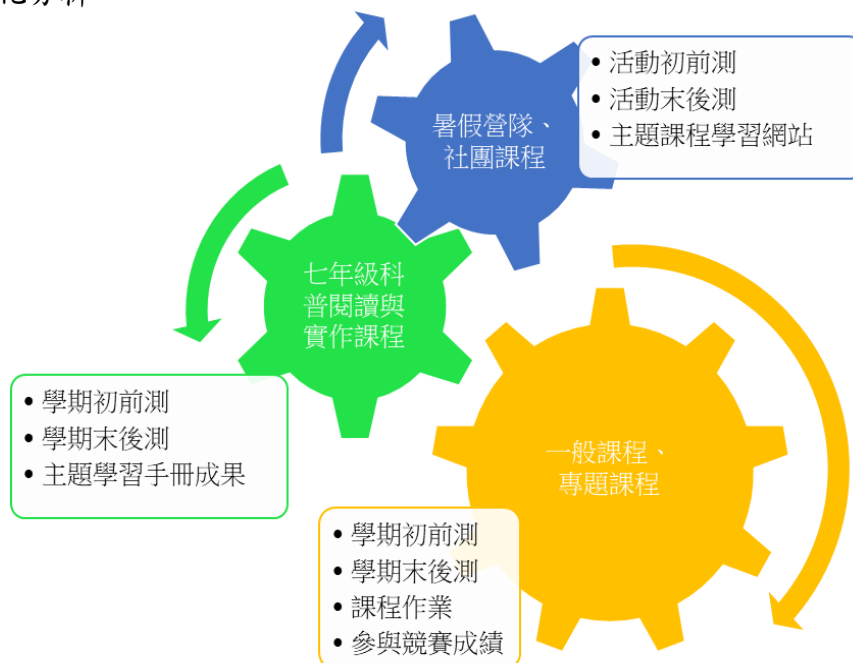 • 活動初前測
• 活動末後測
• 主題課程學習網站
暑假營隊、
社團課程
七年級科
普閱讀與
實作課程
• 學期初前測
• 學期末後測
• 主題學習手冊成果
一般課程、
專題課程
• 學期初前測
• 學期末後測
• 課程作業
• 參與競賽成績